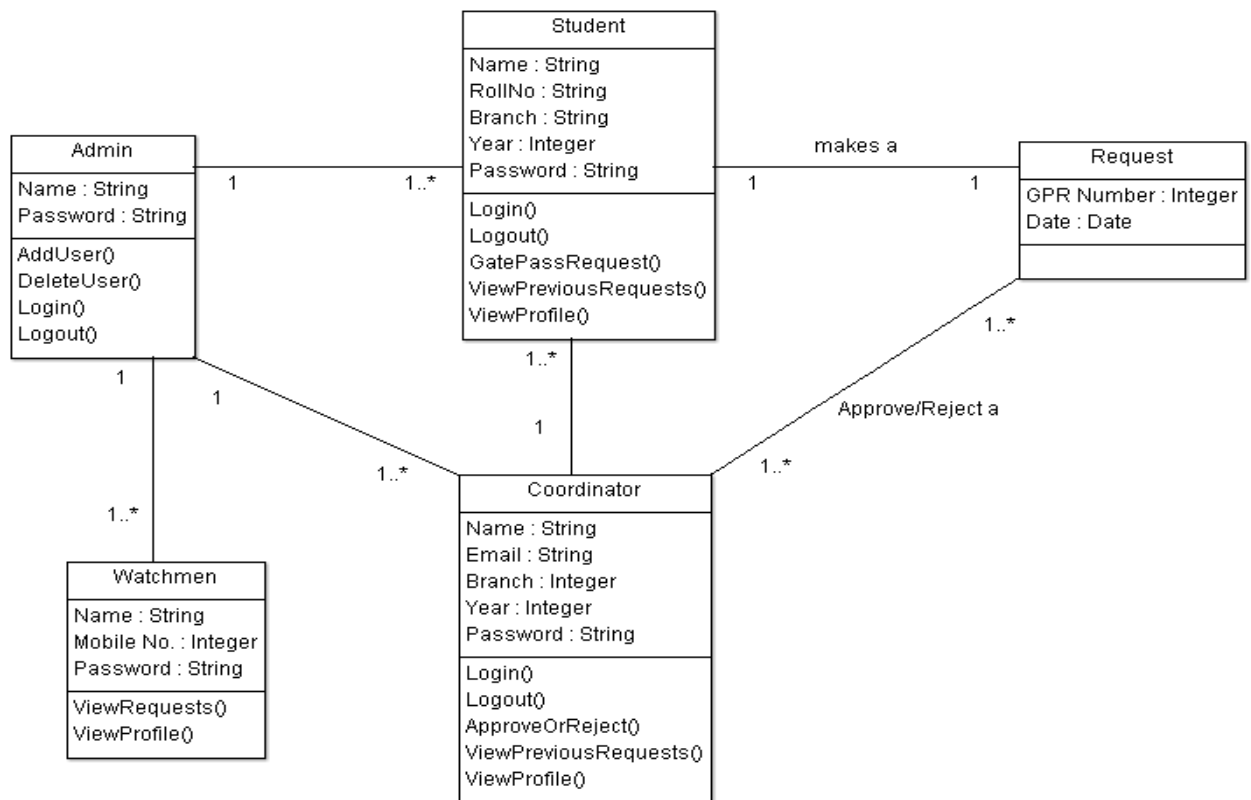 Student
Name : String
RollNo : String
Branch : String
Year : Integer
Password : String
Login()
Logout()
GatePassRequest()
ViewPreviousRequests()
ViewProfile()
Admin
Name : String
Password : String
AddUser()
DeleteUser()
Login()
Logout()
1
1..*
makes a
1
1
Request
GPR Number : Integer
Date : Date
1..*
1
1
1..*
1
1..*
Approve/Reject a
1..*
1..*
Watchmen
Name : String
Mobile No. : Integer
Password : String
ViewRequests()
ViewProfile()
Coordinator
Name : String
Email : String
Branch : Integer
Year : Integer
Password : String
Login()
Logout()
ApproveOrReject()
ViewPreviousRequests()
ViewProfile()